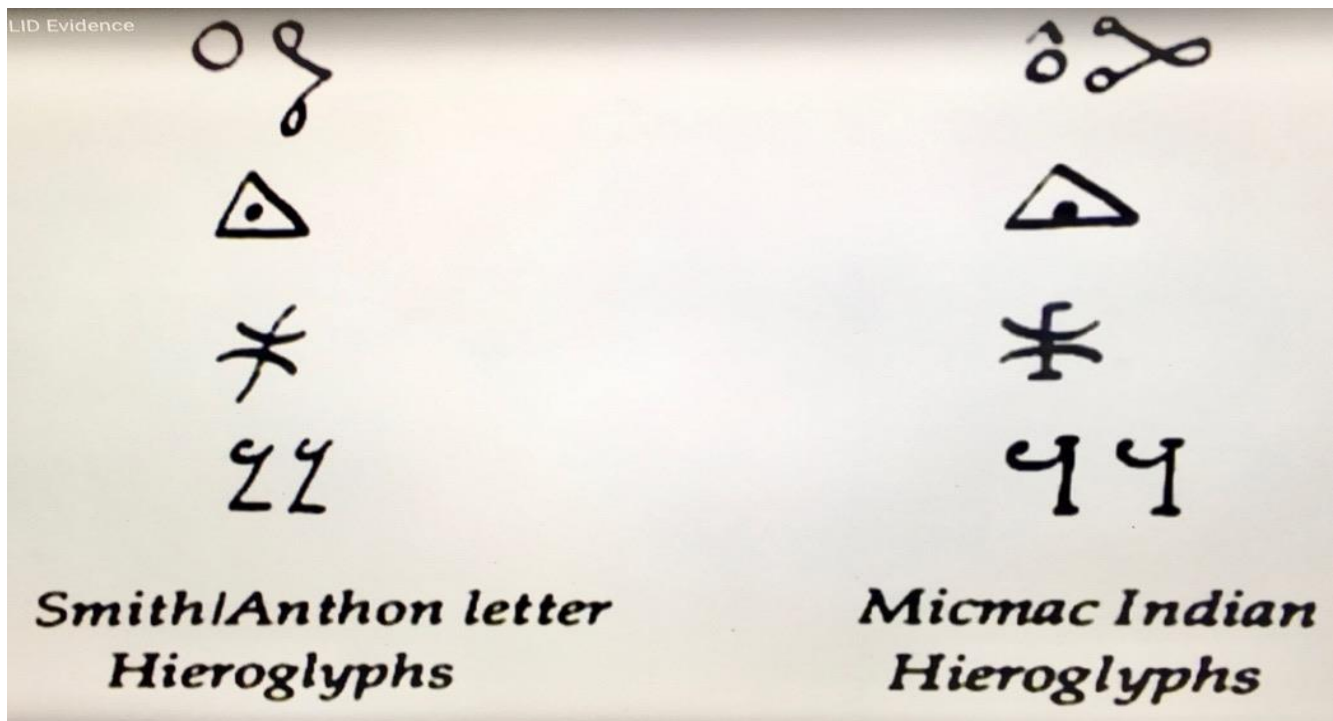 LID Evidence
Smith/Anthon letter
Hieroglyphs
Micmac Indian
Hieroglyphs